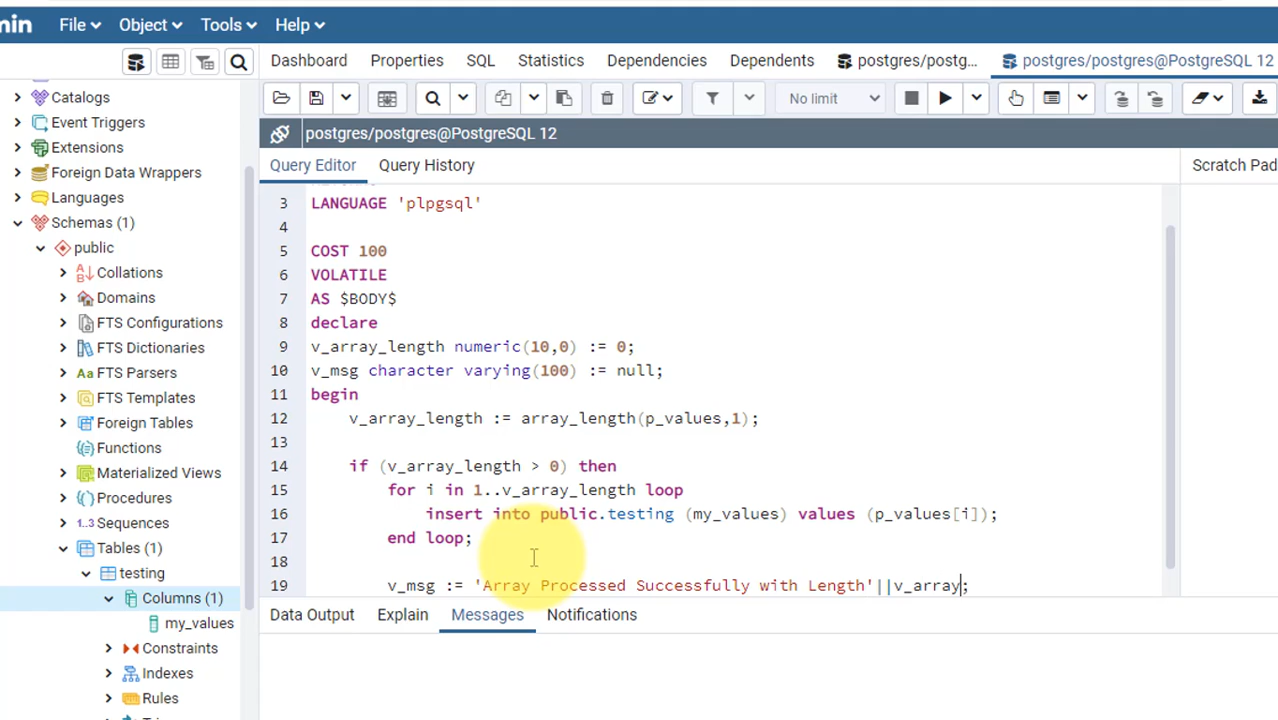 min File Object Tools Help
Dashboard Properties SQL Statistics Dependencies Dependents postgres/postg... postgres/postgres@PostgreSQL 12
No limit
postgres/postgres@PostgreSQL 12
Query Editor Query History Scratch Pad
Catalogs
Event Triggers
Extensions
Foreign Data Wrappers
Languages
Schemas (1)
public
Collations
Domains
FTS Configurations
FTS Dictionaries
Aa FTS Parsers
FTS Templates
Foreign Tables
Functions
Materialized Views
Procedures
1..3 Sequences
Tables (1)
testing
Columns (1)
my_values
Constraints
Indexes
Rules
3 LANGUAGE 'plpgsql'
4
5 COST 100
6 VOLATILE
7 AS $BODY$
8 declare
9 v_array_length numeric(10,0) := 0;
10 v_msg character varying(100) := null;
11 begin
12 v_array_length := array_length(p_values,1);
13
14 if (v_array_length > 0) then
15 for i in 1..v_array_length loop
16 insert into public.testing (my_values) values (p_values[i]);
17 end loop;
18
19 v_msg := 'Array Processed Successfully with Length'||v_array;
Data Output Explain Messages Notifications